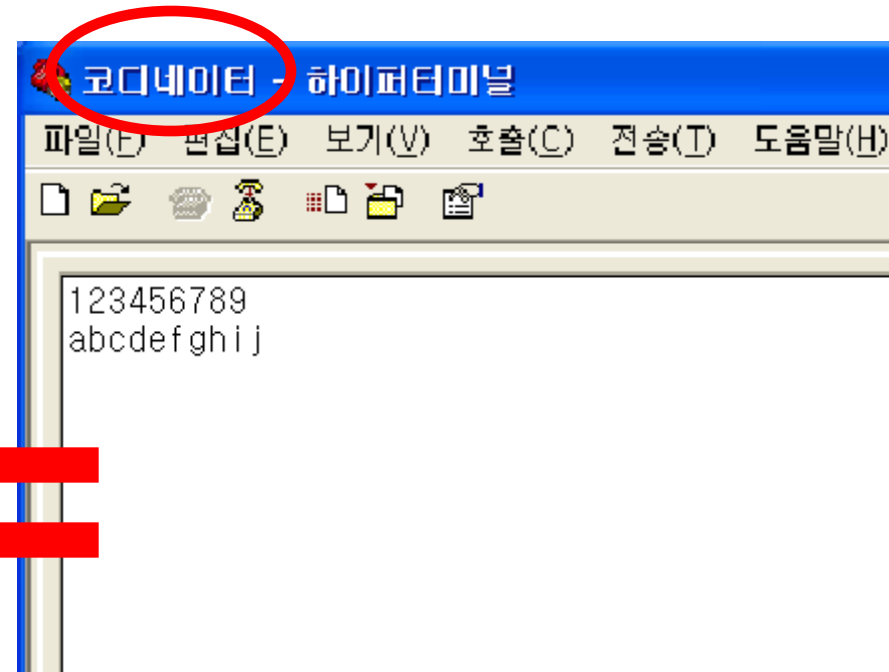 코디네이터 - 하이퍼터미널
파일(F) 편집(E) 보기(V) 호출(C) 전송(T) 도움말(H)
123456789
abcdefghij